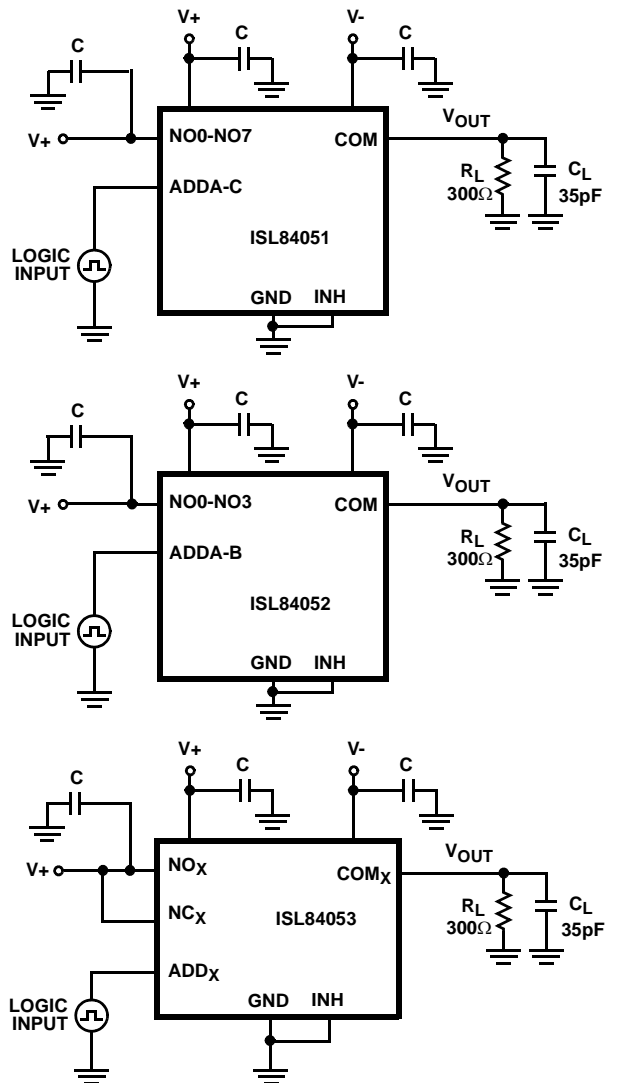 V+
C
V-
C
C
V+
NO0-NO7
COM
VOUT
ADDA-C
RL
300Ω
CL
35pF
ISL84051
LOGIC
INPUT
GND
INH
V+
C
V-
C
C
V+
NO0-NO3
COM
VOUT
ADDA-B
RL
300Ω
CL
35pF
ISL84052
LOGIC
INPUT
GND
INH
V+
C
V-
C
C
V+
NOX
COMX
VOUT
NCX
ISL84053
RL
300Ω
CL
35pF
ADDX
LOGIC
INPUT
GND
INH